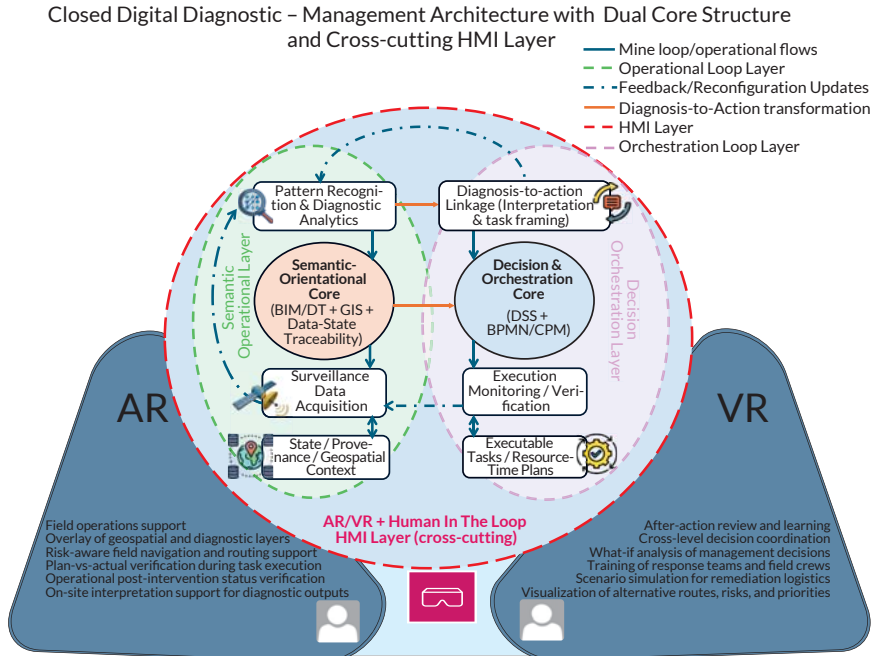 Closed Digital Diagnostic – Management Architecture with Dual Core Structure
and Cross-cutting HMI Layer
Mine loop/operational flows
Operational Loop Layer
Feedback/Reconfiguration Updates
Diagnosis-to-Action transformation
HMI Layer
Orchestration Loop Layer
Pattern Recogni-
tion & Diagnostic
Analytics
Diagnosis-to-action
Linkage (Interpretation
& task framing)
Semantic
Operational Layer
Semantic-
Orientational
Core
(BIM/DT + GIS +
Data-State
Traceability)
Decision &
Orchestration
Core
(DSS +
BPMN/CPM)
Decision
Orchestration Layer
Surveillance
Data
Acquisition
Execution
Monitoring / Veri-
fication
State / Prove-
nance / Geospatial
Context
Executable
Tasks / Resource-
Time Plans
AR
VR
AR/VR + Human In The Loop
HMI Layer (cross-cutting)
Field operations support
Overlay of geospatial and diagnostic layers
Risk-aware field navigation and routing support
Plan-vs-actual verification during task execution
Operational post-intervention status verification
On-site interpretation support for diagnostic outputs
After-action review and learning
Cross-level decision coordination
What-if analysis of management decisions
Training of response teams and field crews
Scenario simulation for remediation logistics
Visualization of alternative routes, risks, and priorities